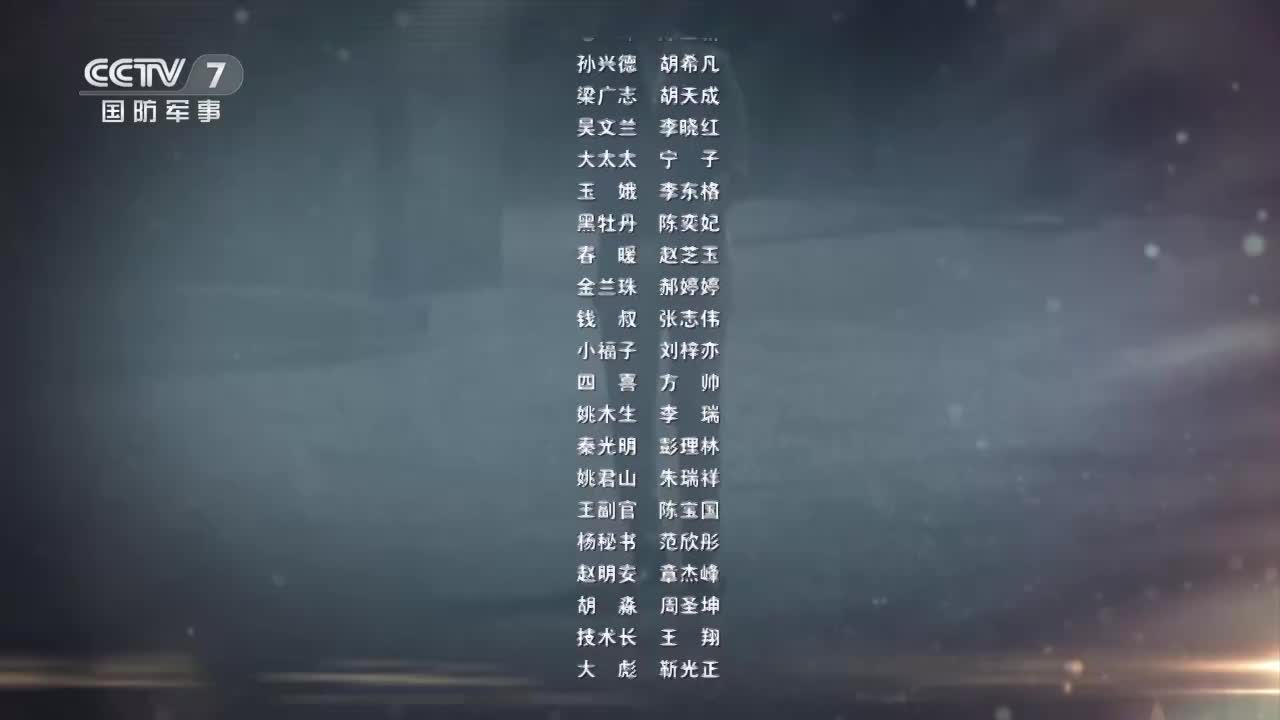 CCTV 7
国防军事
孙兴德 胡希凡
梁广志 胡天成
吴文兰 李晓红
大太太 宁 子
玉 娥 李东格
黑牡丹 陈奕妃
春 暖 赵芝玉
金兰珠 郝婷婷
钱 叔 张志伟
小福子 刘梓亦
四 喜 方 帅
姚木生 李 瑞
秦光明 彭理林
姚君山 朱瑞祥
王副官 陈宝国
杨秘书 范欣彤
赵明安 章杰峰
胡 淼 周圣坤
技术长 王 翔
大 彪 靳光正